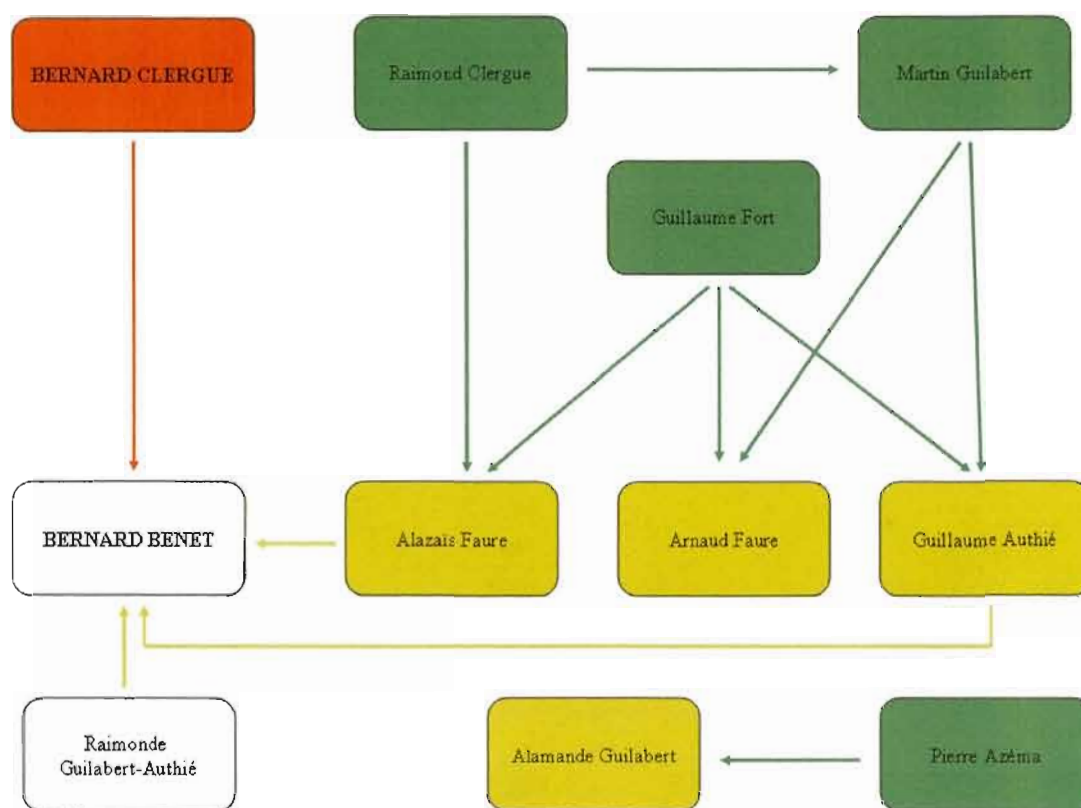 BERNARD CLERGUE
Raimond Clergue
Martin Guilabert
Guillaume Fort
BERNARD BENET
Alazaïs Faure
Arnaud Faure
Guillaume Authié
Raimonde
Guilabert-Authié
Alamande Guilabert
Pierre Azéma